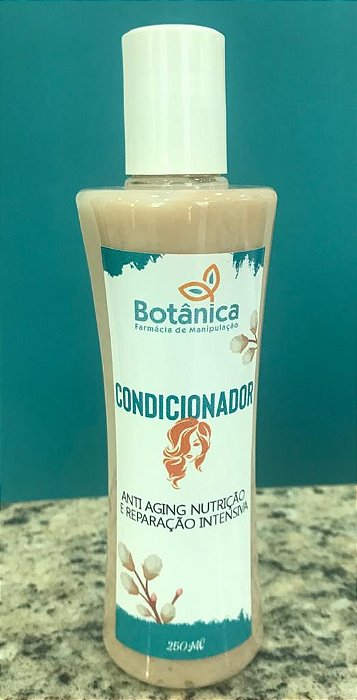 Botânica
Farmácia de Manipulação
CONDICIONADOR
ANTI AGING NUTRIÇÃO
E REPARAÇÃO INTENSIVA
250 ML